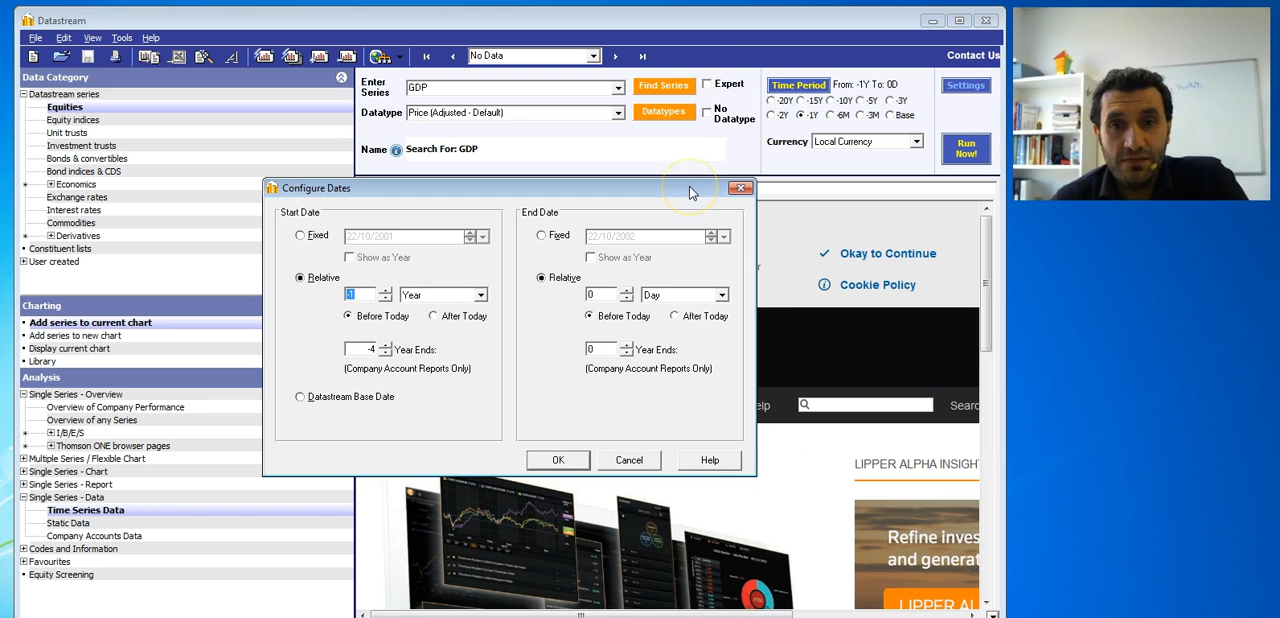 Datastream
File Edit View Tools Help
No Data
Contact Us
Data Category
Datastream series
Equities
Equity indices
Unit trusts
Investment trusts
Bonds & convertibles
Bond indices & CDS
Economics
Exchange rates
Interest rates
Commodities
Derivatives
Constituent lists
User created
Charting
Add series to current chart
Add series to new chart
Display current chart
Library
Analysis
Single Series - Overview
Overview of Company Performance
Overview of any Series
I/B/E/S
Thomson ONE browser pages
Multiple Series / Flexible Chart
Single Series - Chart
Single Series - Report
Single Series - Data
Time Series Data
Static Data
Company Accounts Data
Codes and Information
Favourites
Equity Screening
Enter Series
GDP
Find Series
Expert
Datatype
Price (Adjusted - Default)
Datatypes
No Datatype
Name
Search For: GDP
Time Period From: -1Y To: 0D
-20Y -15Y -10Y -5Y -3Y
-2Y -1Y -6M -3M Base
Currency Local Currency
Settings
Run Now!
Configure Dates
Start Date
Fixed 22/10/2001
Show as Year
Relative
-1 Year
Before Today After Today
-4 Year Ends:
(Company Account Reports Only)
Datastream Base Date
End Date
Fixed 22/10/2002
Show as Year
Relative
0 Day
Before Today After Today
0 Year Ends:
(Company Account Reports Only)
OK Cancel Help
Okay to Continue
Cookie Policy
elp
Searc
LIPPER ALPHA INSIGH
Refine inves
and generat
LIPPER AL